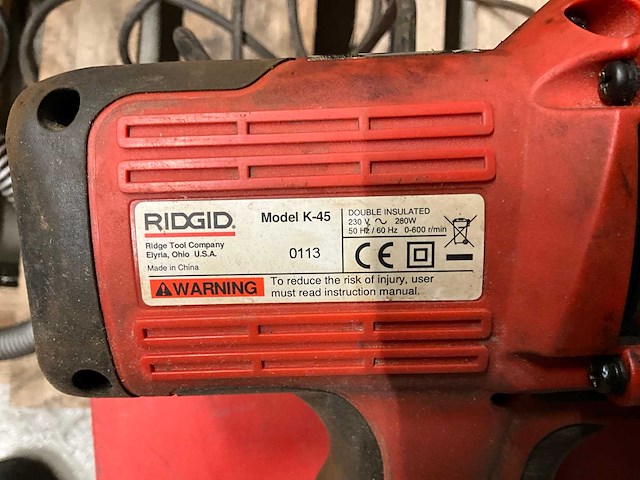 RIDGID
Ridge Tool Company
Elyria, Ohio U.S.A.
Made in China
Model K-45
0113
DOUBLE INSULATED
230 V ~ 280W
50 Hz / 60 Hz 0-600 r/min
CE
WARNING To reduce the risk of injury, user
must read instruction manual.